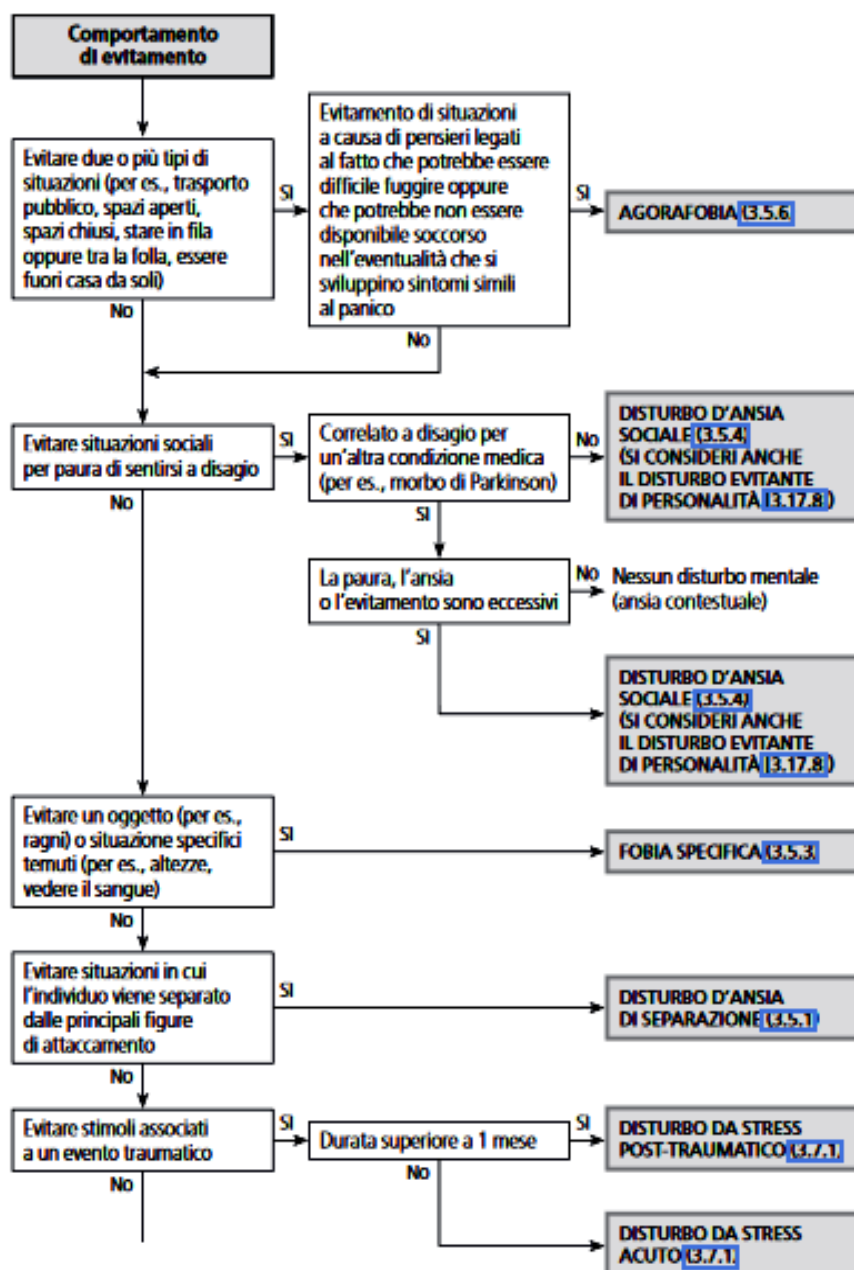 Comportamento
di evitamento
Evitare due o più tipi di
situazioni (per es., trasporto
pubblico, spazi aperti,
spazi chiusi, stare in fila
oppure tra la folla, essere
fuori casa da soli)
SI
No
Evitamento di situazioni
a causa di pensieri legati
al fatto che potrebbe essere
difficile fuggire oppure
che potrebbe non essere
disponibile soccorso
nell'eventualità che si
sviluppino sintomi simili
al panico
SI
No
AGORAFOBIA (3.5.6)
Evitare situazioni sociali
per paura di sentirsi a disagio
SI
No
Correlato a disagio per
un'altra condizione medica
(per es., morbo di Parkinson)
No
SI
DISTURBO D'ANSIA
SOCIALE (3.5.4)
(SI CONSIDERI ANCHE
IL DISTURBO EVITANTE
DI PERSONALITÀ (3.17.8)
La paura, l'ansia
o l'evitamento sono eccessivi
No
SI
Nessun disturbo mentale
(ansia contestuale)
DISTURBO D'ANSIA
SOCIALE (3.5.4)
(SI CONSIDERI ANCHE
IL DISTURBO EVITANTE
DI PERSONALITÀ (3.17.8)
Evitare un oggetto (per es.,
ragni) o situazione specifici
temuti (per es., altezze,
vedere il sangue)
SI
No
FOBIA SPECIFICA (3.5.3)
Evitare situazioni in cui
l'individuo viene separato
dalle principali figure
di attaccamento
SI
No
DISTURBO D'ANSIA
DI SEPARAZIONE (3.5.1)
Evitare stimoli associati
a un evento traumatico
SI
No
Durata superiore a 1 mese
SI
No
DISTURBO DA STRESS
POST-TRAUMATICO (3.7.1)
DISTURBO DA STRESS
ACUTO (3.7.1)